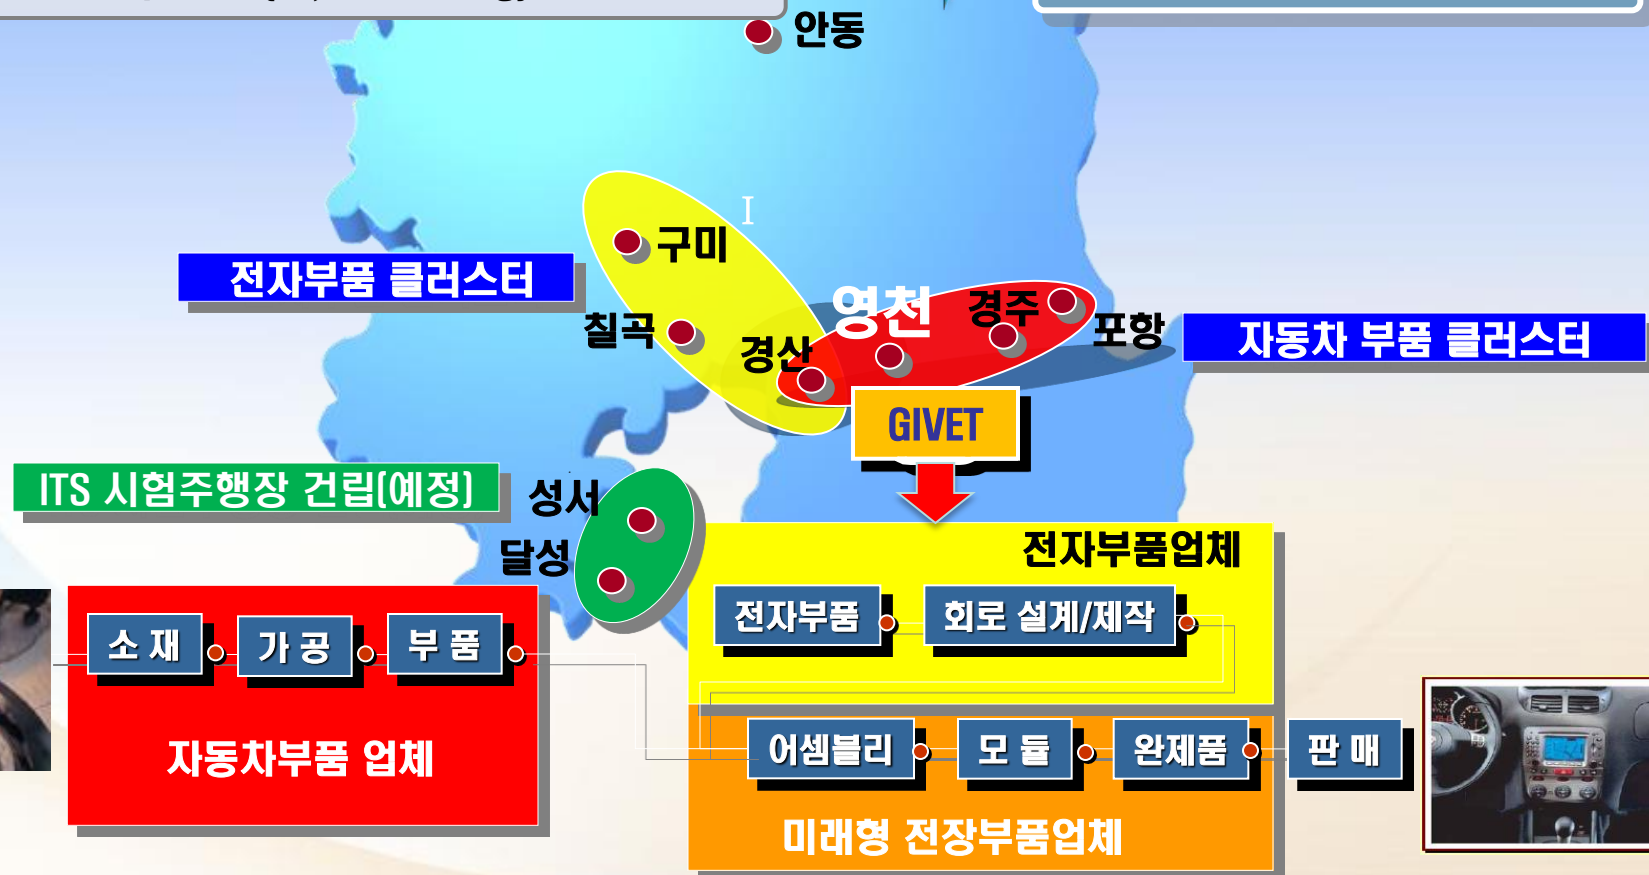 안동
구미
전자부품 클러스터
영천
경주
칠곡
경산
포항
자동차 부품 클러스터
GIVET
ITS 시험주행장 건립(예정)
성서
달성
전자부품업체
전자부품
회로 설계/제작
소 재
가 공
부 품
자동차부품 업체
어셈블리
모 듈
완제품
판 매
미래형 전장부품업체